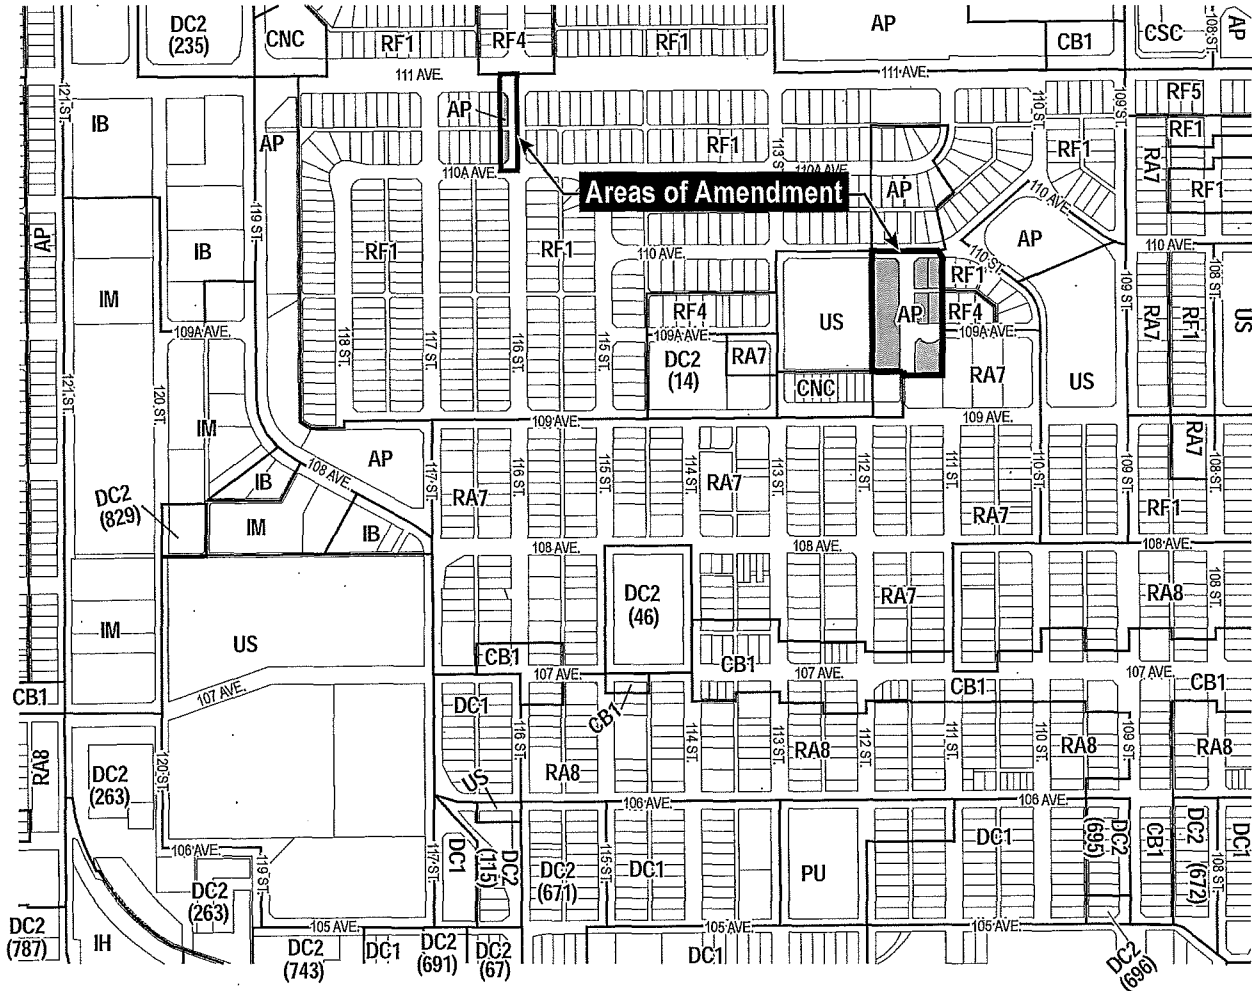 DC2
(235)
CNC
RF4
RF1
RF1
AP
CB1
CSC
108 ST.
AP
111 AVE.
111 AVE.
121 ST.
IB
AP
AP
RF1
113 S
110 ST.
109 ST.
RF5
RF1
RF1
RA7
RF1
110A AVE.
110A AVE.
Areas of Amendment
AP
110 AVE.
119 ST.
AP
IB
RF1
RF1
110 AVE.
AP
110 ST.
110 AVE.
IM
RF4
US
AP
RF1
RF4
109 ST.
RA7
RF1
108 ST.
US
109A AVE.
118 ST.
117 ST.
116 ST.
115 ST.
109A AVE.
109A AVE.
DC2
(14)
RA7
CNC
RA7
US
121 ST.
120 ST.
IM
109 AVE.
109 AVE.
AP
108 AVE.
IB
117 ST.
RA7
116 ST.
115 ST.
114 ST.
RA7
113 ST.
112 ST.
111 ST.
RA7
110 ST.
109 ST.
RA7
108 ST.
RF1
DC2
(829)
IM
IB
108 AVE.
108 AVE.
108 AVE.
IM
US
DC2
(46)
RA7
RA8
108 ST.
CB1
CB1
107 AVE.
107 AVE.
107 AVE.
CB1
CB1
CB1
CB1
DC1
RA8
DC2
(263)
120 ST.
116 ST.
RA8
114 ST.
113 ST.
RA8
112 ST.
111 ST.
110 ST.
RA8
109 ST.
RA8
US
106 AVE.
106 AVE.
106 AVE.
119 ST.
117 ST.
DC1
DC2
(115)
DC2
(671)
115 ST.
DC1
PU
DC1
DC2
(695)
CB1
DC2
(672)
108 ST.
DC2
(263)
DC2
(787)
IH
105 AVE.
105 AVE.
105 AVE.
DC2
(743)
DC1
DC2
(691)
DC2
(67)
DC1
DC2
(696)